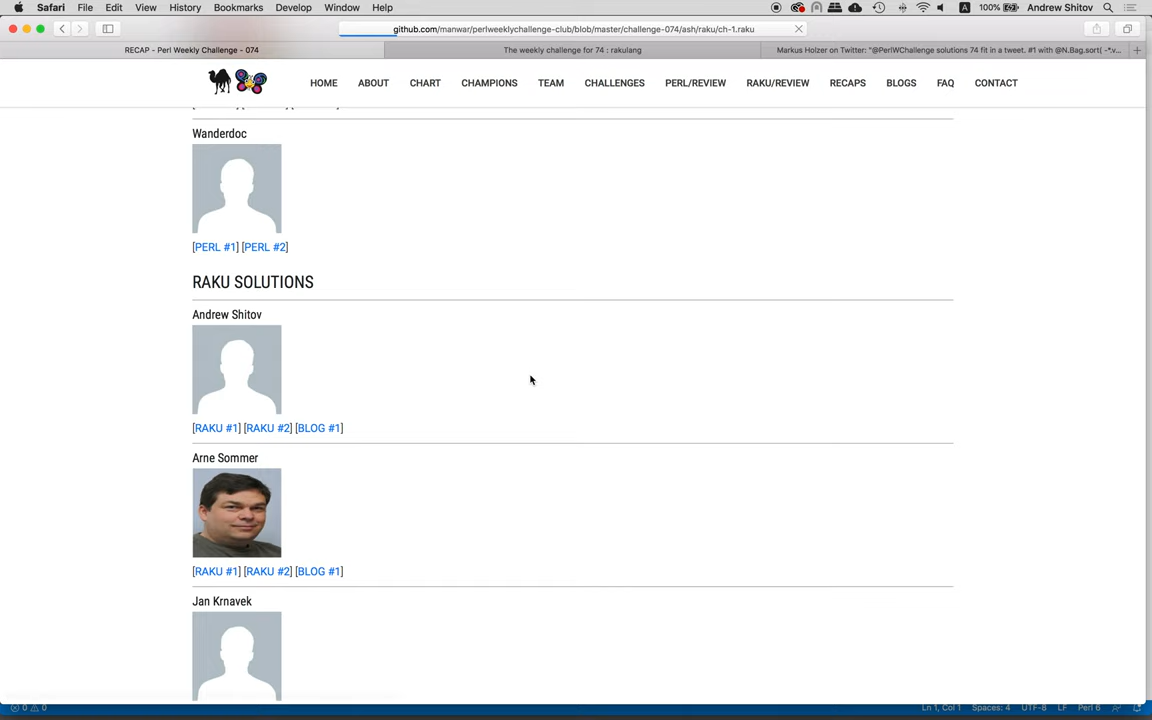 Safari File Edit View History Bookmarks Develop Window Help A 100% Andrew Shitov
github.com/manwar/perlweeklychallenge-club/blob/master/challenge-074/ash/raku/ch-1.raku
RECAP - Perl Weekly Challenge - 074
The weekly challenge for 74 : rakulang
Markus Holzer on Twitter: "@PerlWChallenge solutions 74 fit in a tweet. #1 with @N.Bag.sort( -*.v...
HOME ABOUT CHART CHAMPIONS TEAM CHALLENGES PERL/REVIEW RAKU/REVIEW RECAPS BLOGS FAQ CONTACT
Wanderdoc
[PERL #1] [PERL #2]
RAKU SOLUTIONS
Andrew Shitov
[RAKU #1] [RAKU #2] [BLOG #1]
Arne Sommer
[RAKU #1] [RAKU #2] [BLOG #1]
Jan Krnavek
0 0 Ln 1, Col 1 Spaces: 4 UTF-8 LF Perl 6